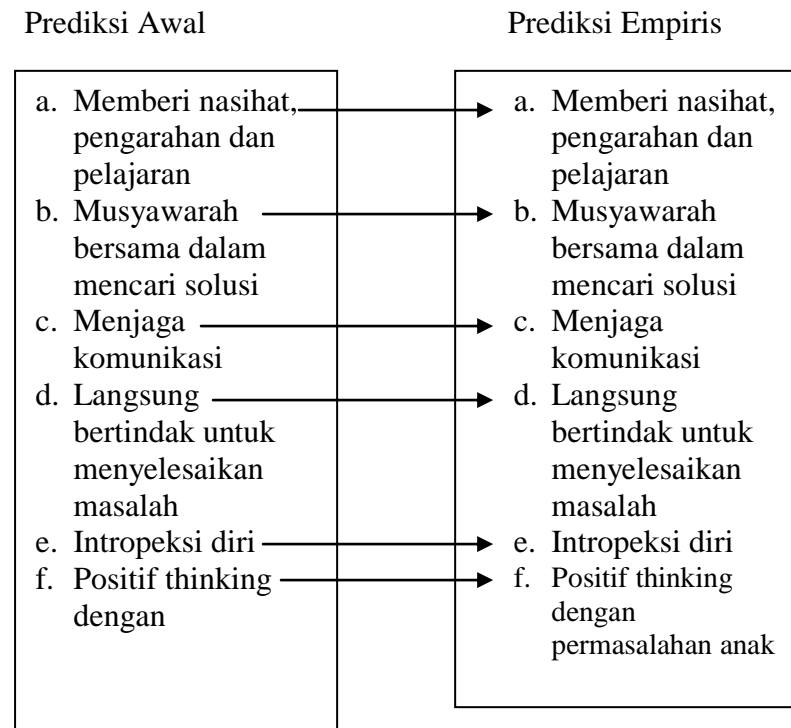 Prediksi Awal
a. Memberi nasihat,
pengarahan dan
pelajaran
b. Musyawarah
bersama dalam
mencari solusi
c. Menjaga
komunikasi
d. Langsung
bertindak untuk
menyelesaikan
masalah
e. Intropeksi diri
f. Positif thinking
dengan
Prediksi Empiris
a. Memberi nasihat,
pengarahan dan
pelajaran
b. Musyawarah
bersama dalam
mencari solusi
c. Menjaga
komunikasi
d. Langsung
bertindak untuk
menyelesaikan
masalah
e. Intropeksi diri
f. Positif thinking
dengan
permasalahan anak